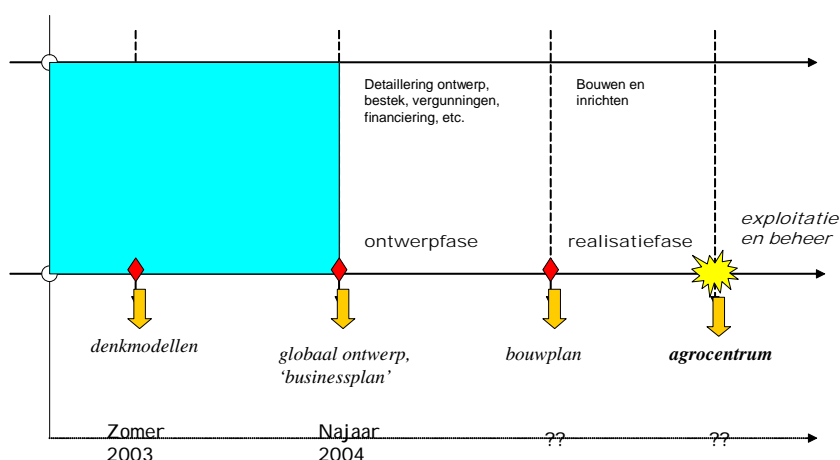 Detaillering ontwerp,
bestek, vergunningen,
financiering, etc.
Bouwen en
inrichten
ontwerpfase
realisatiefase
exploitatie
en beheer
denkmodellen
globaal ontwerp,
‘businessplan’
bouwplan
agrocentrum
Zomer
2003
Najaar
2004
??
??